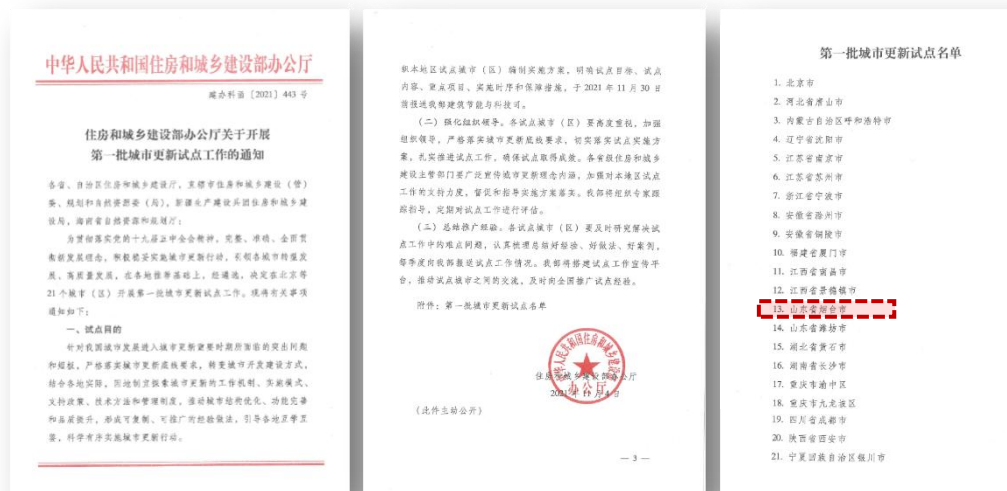 中华人民共和国住房和城乡建设部办公厅
建办科函〔2021〕443号
住房和城乡建设部办公厅关于开展
第一批城市更新试点工作的通知
各省、自治区住房和城乡建设厅，直辖市住房和城乡建设（管）
委、规划和自然资源委（局），新疆生产建设兵团住房和城乡建
设局，海南省自然资源和规划厅：
为贯彻落实党的十九届五中全会精神，完整、准确、全面贯
彻新发展理念，积极稳妥实施城市更新行动，引领各城市转型发
展、高质量发展，在各地推荐基础上，经遴选，决定在北京等
21个城市（区）开展第一批城市更新试点工作。现将有关事项
通知如下：
一、试点目的
针对我国城市发展进入城市更新重要时期所面临的突出问题
和短板，严格落实城市更新底线要求，转变城市开发建设方式，
结合各地实际，因地制宜探索城市更新的工作机制、实施模式、
支持政策、技术方法和管理制度，推动城市结构优化、功能完善
和品质提升，形成可复制、可推广的经验做法，引导各地互学互
鉴，科学有序实施城市更新行动。
织本地区试点城市（区）编制实施方案，明确试点目标、试点
内容、重点项目、实施时序和保障措施，于2021年11月30日
前报送我部建筑节能与科技司。
（二）强化组织领导。各试点城市（区）要高度重视，加强
组织领导，严格落实城市更新底线要求，切实落实试点实施方
案，扎实推进试点工作，确保试点取得成效。各省级住房和城乡
建设主管部门要广泛宣传城市更新理念内涵，加强对本地区试点
工作的支持力度，督促和指导实施方案落实。我部将组织专家跟
踪指导，定期对试点工作进行评估。
（三）总结推广经验。各试点城市（区）要及时研究解决试
点工作中的难点问题，认真梳理总结好经验、好做法、好案例，
每季度向我部报送试点工作情况。我部将搭建试点工作宣传平
台，推动试点城市之间的交流，及时向全国推广试点经验。
附件：第一批城市更新试点名单
住房和城乡建设部办公厅
2021年11月4日
（此件主动公开）
— 3 —
第一批城市更新试点名单
1. 北京市
2. 河北省唐山市
3. 内蒙古自治区呼和浩特市
4. 辽宁省沈阳市
5. 江苏省南京市
6. 江苏省苏州市
7. 浙江省宁波市
8. 安徽省滁州市
9. 安徽省铜陵市
10. 福建省厦门市
11. 江西省南昌市
12. 江西省景德镇市
13. 山东省烟台市
14. 山东省潍坊市
15. 湖北省黄石市
16. 湖南省长沙市
17. 重庆市渝中区
18. 重庆市九龙坡区
19. 四川省成都市
20. 陕西省西安市
21. 宁夏回族自治区银川市